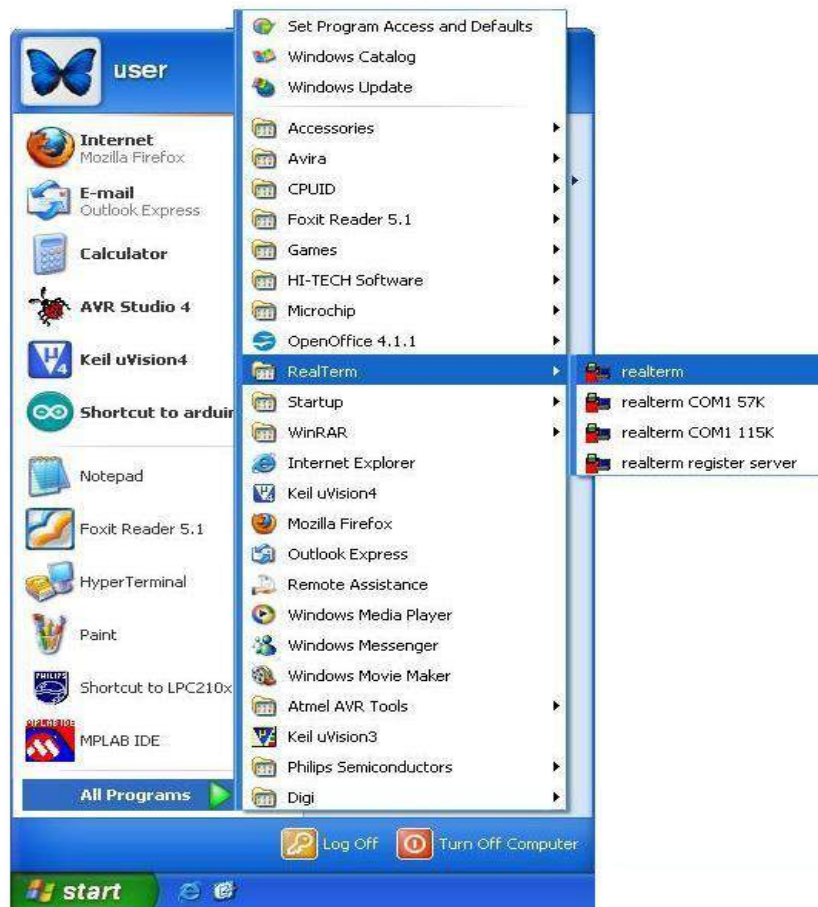 user
Internet
Mozilla Firefox
E-mail
Outlook Express
Calculator
AVR Studio 4
Keil uVision4
Shortcut to arduir
Notepad
Foxit Reader 5.1
HyperTerminal
Paint
PHILIPS
Shortcut to LPC210x
MPLAB IDE
MPLAB IDE
All Programs
Set Program Access and Defaults
Windows Catalog
Windows Update
Accessories
Avira
CPUID
Foxit Reader 5.1
Games
HI-TECH Software
Microchip
OpenOffice 4.1.1
RealTerm
Startup
WinRAR
Internet Explorer
Keil uVision4
Mozilla Firefox
Outlook Express
Remote Assistance
Windows Media Player
Windows Messenger
Windows Movie Maker
Atmel AVR Tools
Keil uVision3
Philips Semiconductors
Digi
realterm
realterm COM1 57K
realterm COM1 115K
realterm register server
Log Off
Turn Off Computer
start